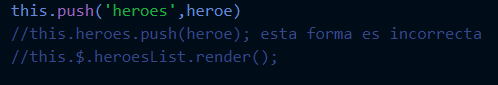 this.push('heroes',heroe)
//this.heroes.push(heroe); esta forma es incorrecta
//this.$.heroesList.render();